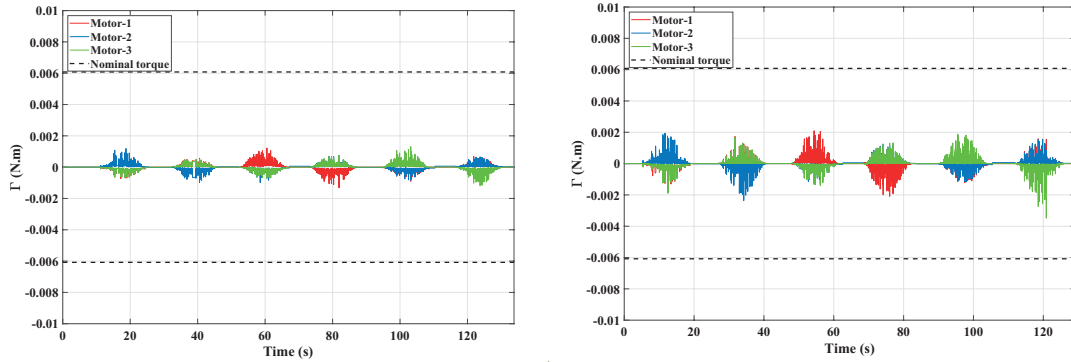 0.01
0.008
0.006
0.004
0.002
0
-0.002
-0.004
-0.006
-0.008
-0.01
Γ (N.m)
Motor-1
Motor-2
Motor-3
Nominal torque
0 20 40 60 80 100 120
Time (s)
0.01
0.008
0.006
0.004
0.002
0
-0.002
-0.004
-0.006
-0.008
-0.01
Γ (N.m)
Motor-1
Motor-2
Motor-3
Nominal torque
0 20 40 60 80 100 120
Time (s)